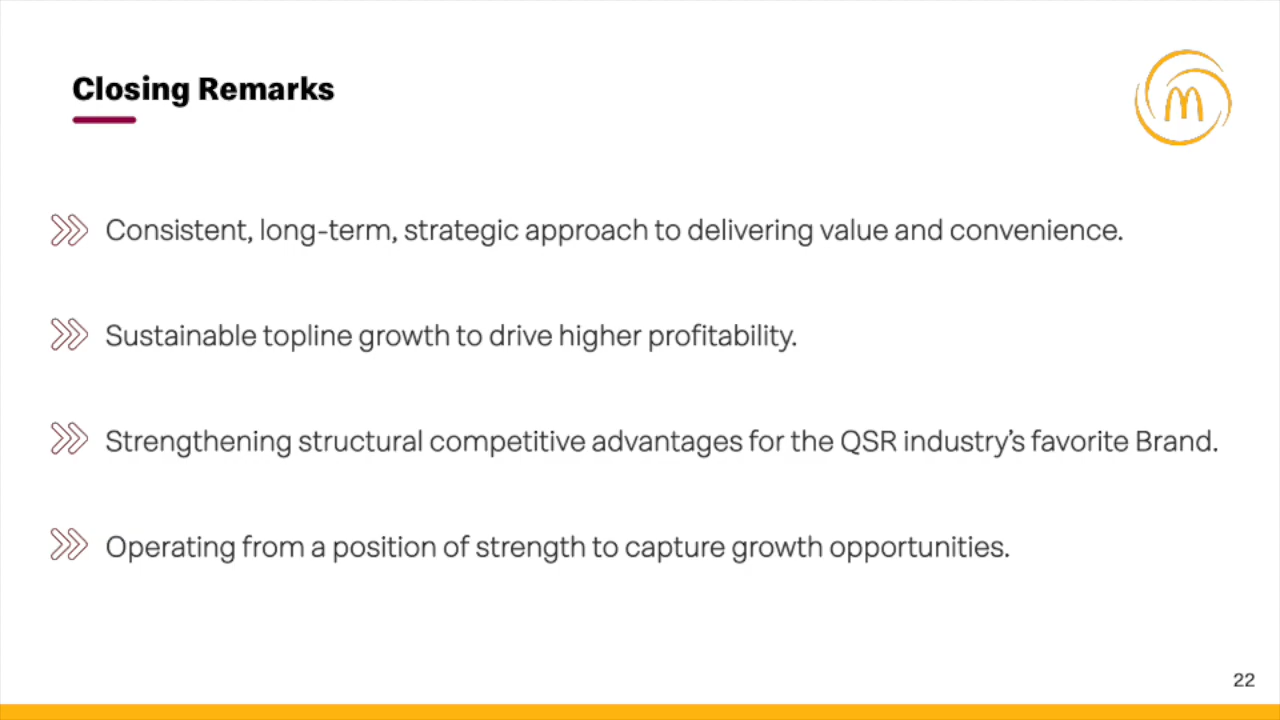 Closing Remarks
Consistent, long-term, strategic approach to delivering value and convenience.
Sustainable topline growth to drive higher profitability.
Strengthening structural competitive advantages for the QSR industry’s favorite Brand.
Operating from a position of strength to capture growth opportunities.
22